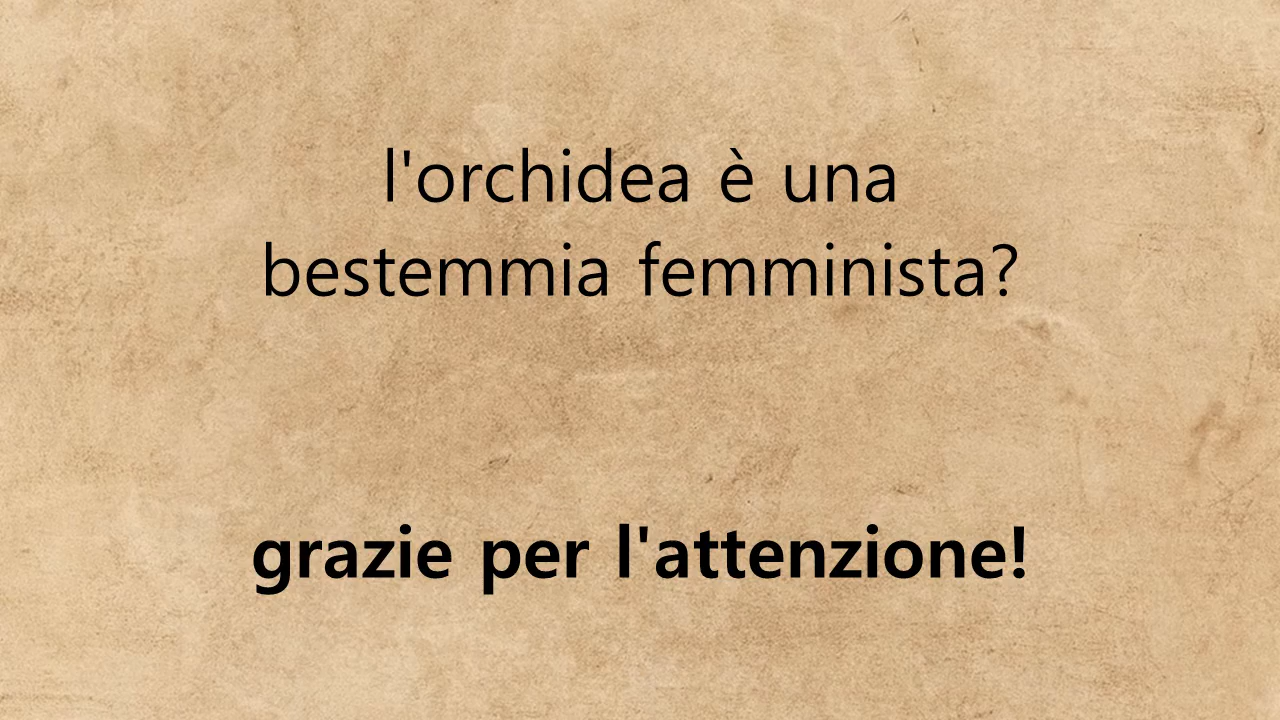 l'orchidea è una
bestemmia femminista?
grazie per l'attenzione!